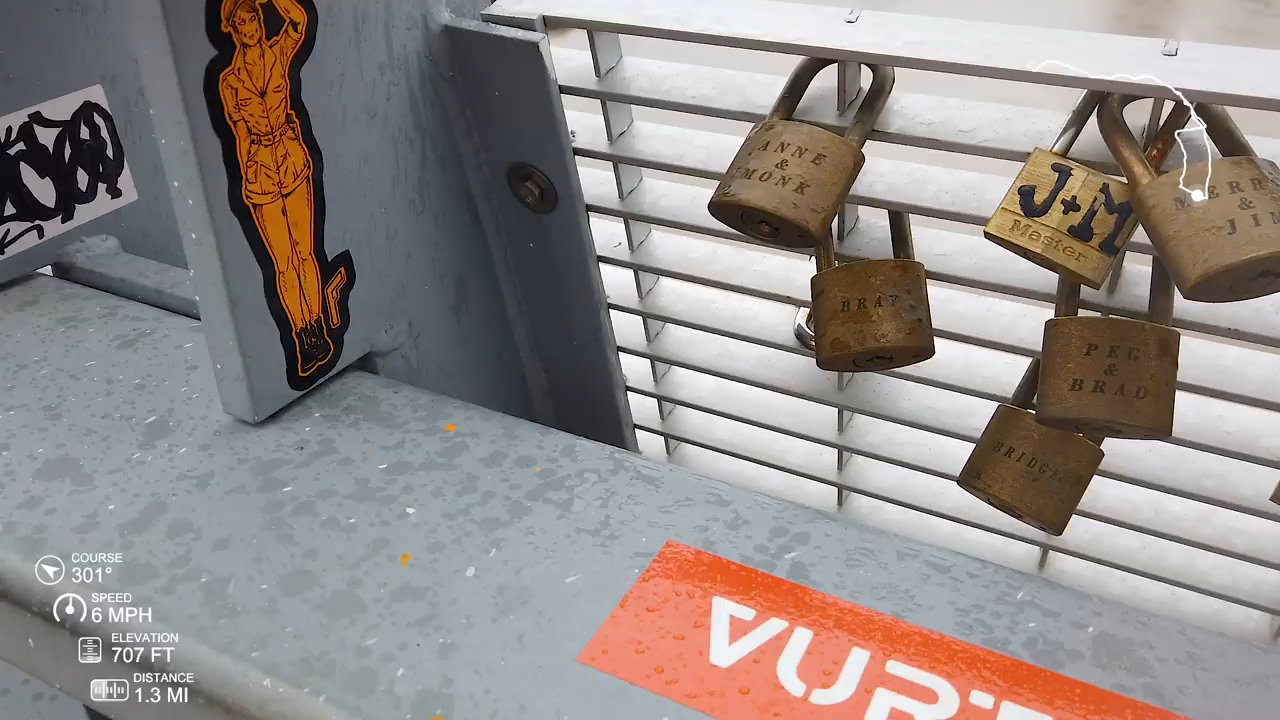 ANNE
&
MONK
BRAY
J+M
Master
&
JI
PEG
&
BRAD
BRIDGE
COURSE
301°
SPEED
6 MPH
ELEVATION
707 FT
DISTANCE
1.3 MI